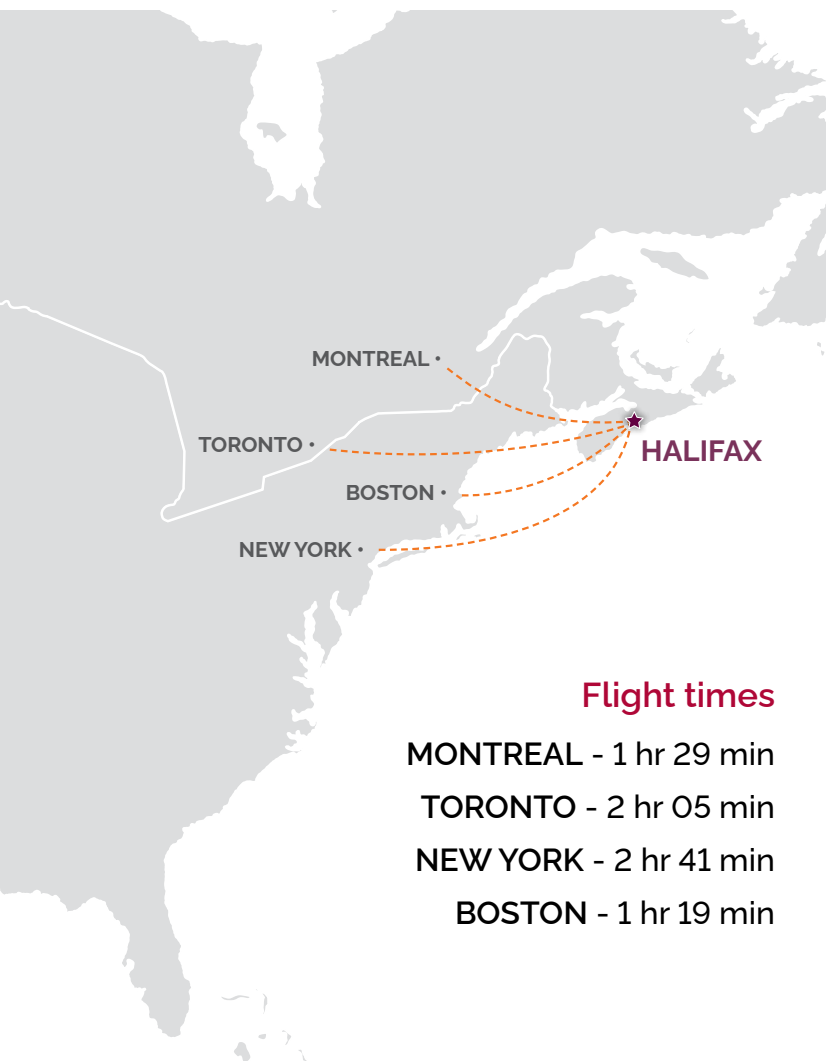 MONTREAL •
TORONTO •
HALIFAX
BOSTON •
NEW YORK •
Flight times
MONTREAL - 1 hr 29 min
TORONTO - 2 hr 05 min
NEW YORK - 2 hr 41 min
BOSTON - 1 hr 19 min